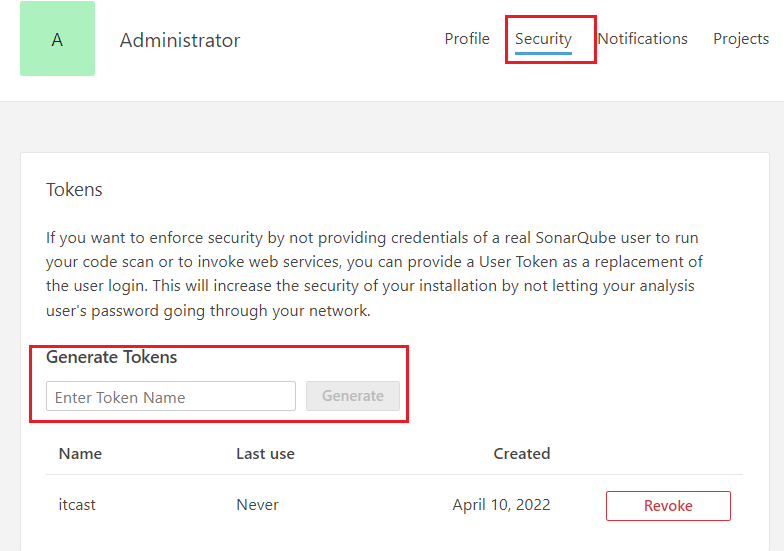 A
Administrator
Profile Security Notifications Projects
Tokens
If you want to enforce security by not providing credentials of a real SonarQube user to run
your code scan or to invoke web services, you can provide a User Token as a replacement of
the user login. This will increase the security of your installation by not letting your analysis
user's password going through your network.
Generate Tokens
Enter Token Name Generate
Name Last use Created
itcast Never April 10, 2022 Revoke